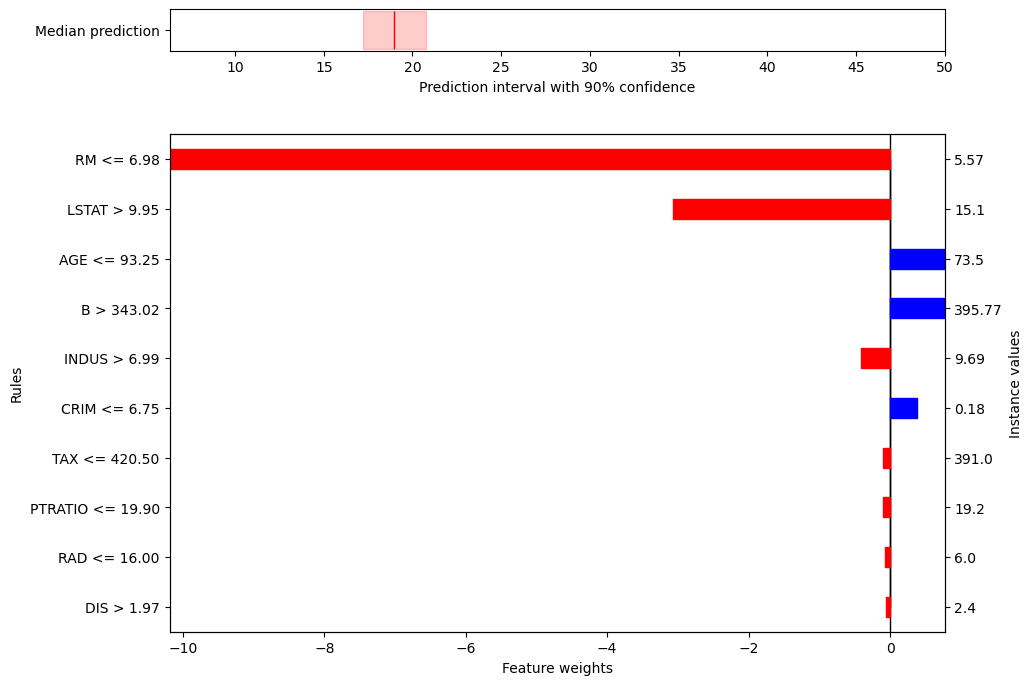 Median prediction
10 15 20 25 30 35 40 45 50
Prediction interval with 90% confidence
RM <= 6.98 5.57
LSTAT > 9.95 15.1
AGE <= 93.25 73.5
B > 343.02 395.77
INDUS > 6.99 9.69
CRIM <= 6.75 0.18
TAX <= 420.50 391.0
PTRATIO <= 19.90 19.2
RAD <= 16.00 6.0
DIS > 1.97 2.4
Rules
Instance values
−10 −8 −6 −4 −2 0
Feature weights